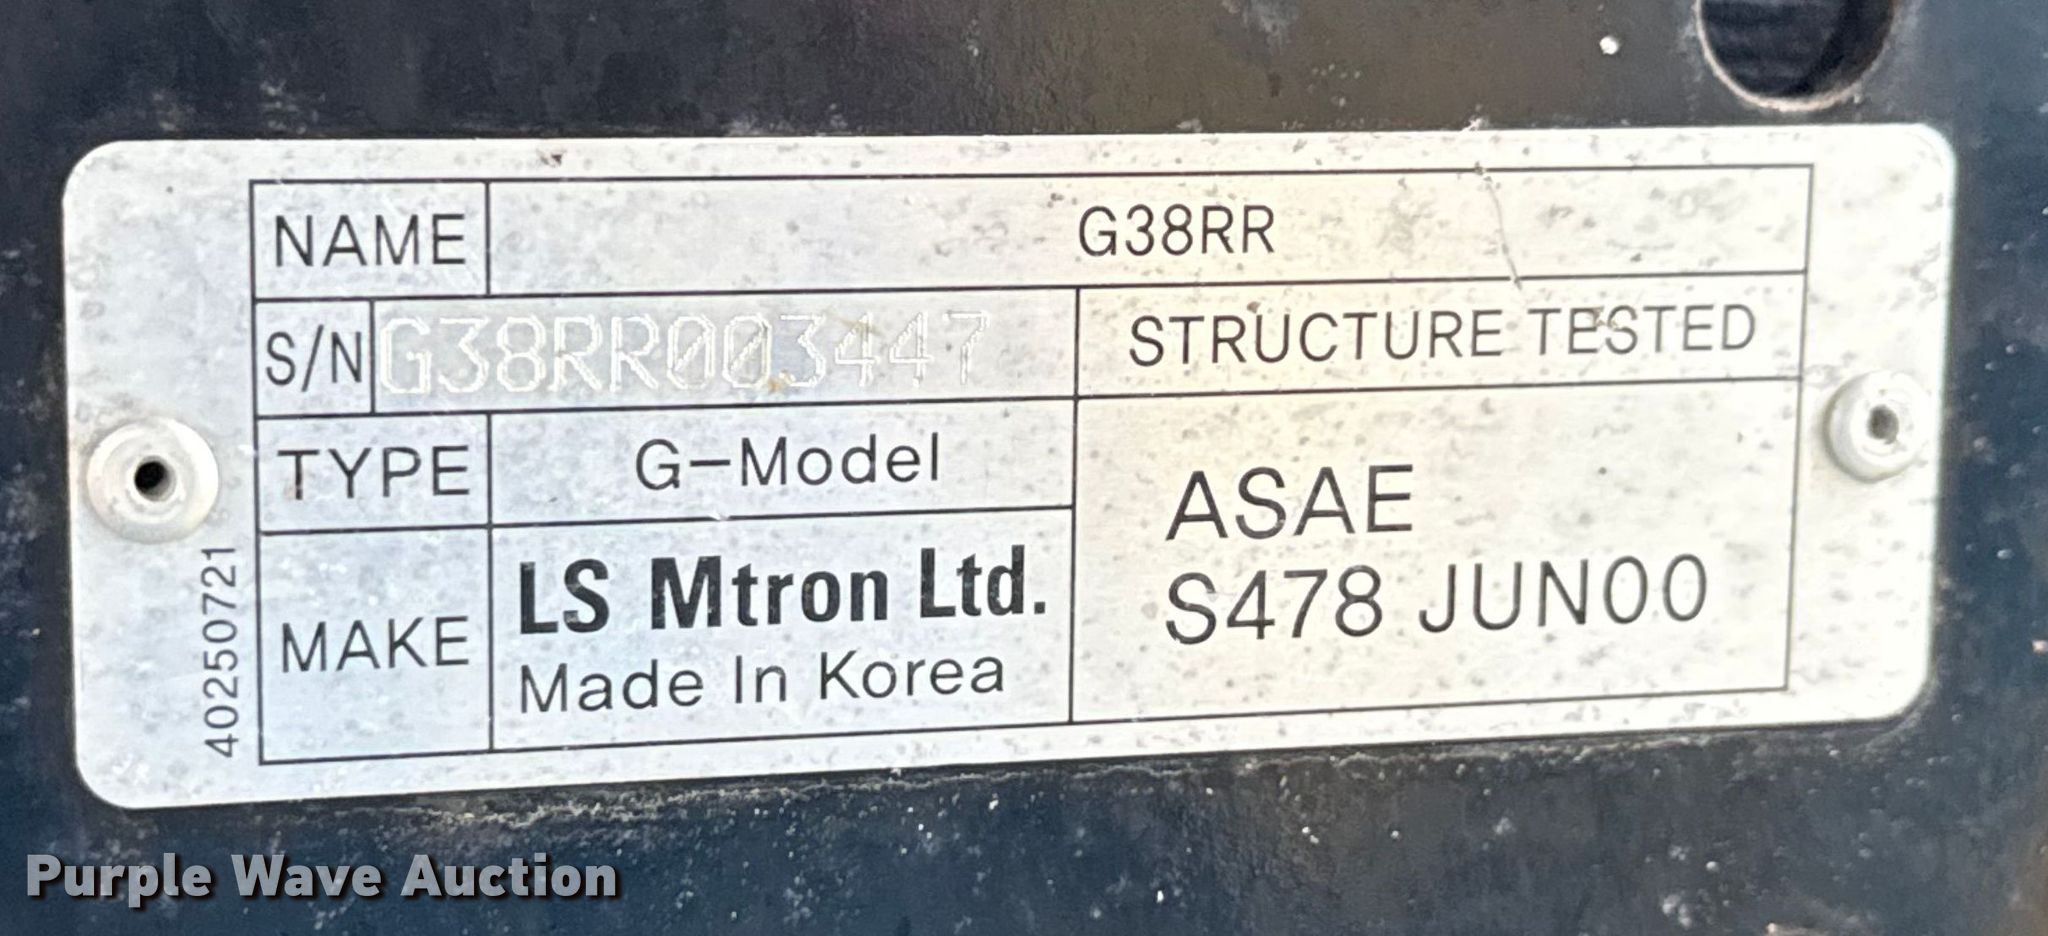 NAME G38RR
S/N G38RR003447 STRUCTURE TESTED
TYPE G-Model
MAKE LS Mtron Ltd.
Made In Korea
ASAE
S478 JUN00
40250721
Purple Wave Auction